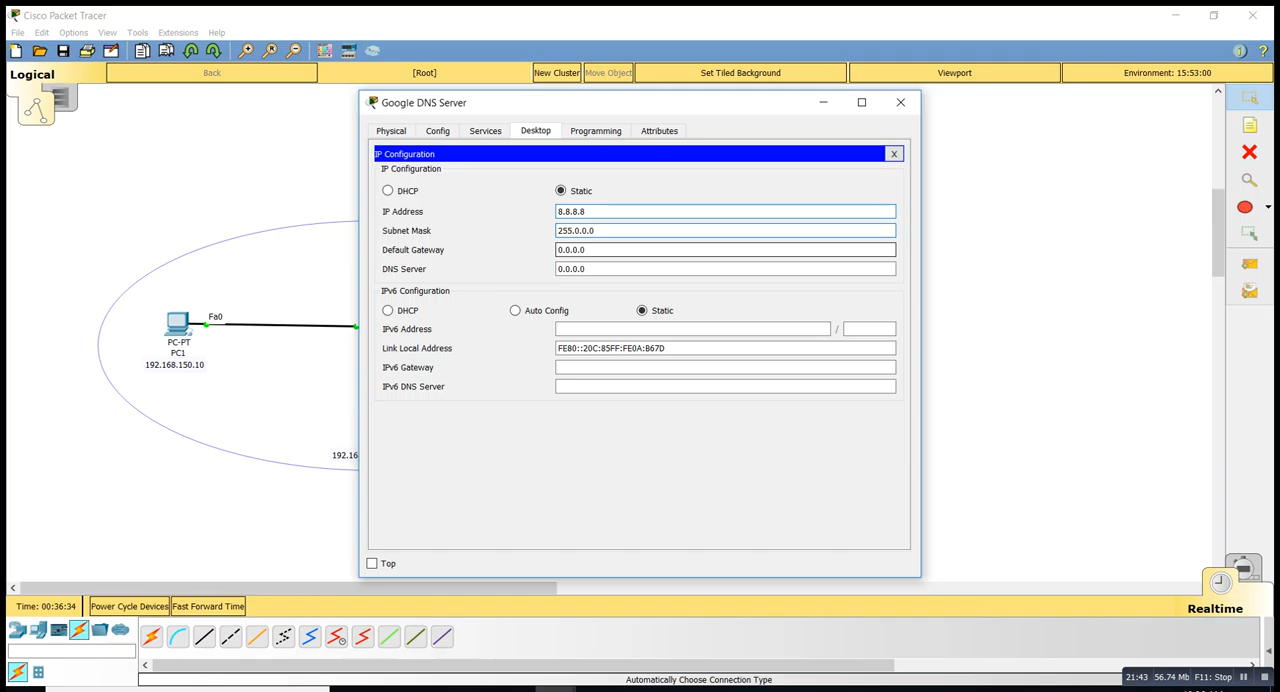 Cisco Packet Tracer
File Edit Options View Tools Extensions Help
Logical Back [Root] New Cluster Move Object Set Tiled Background Viewport Environment: 15:53:00
Google DNS Server
Physical Config Services Desktop Programming Attributes
IP Configuration X
IP Configuration
DHCP Static
IP Address 8.8.8.8
Subnet Mask 255.0.0.0
Default Gateway 0.0.0.0
DNS Server 0.0.0.0
IPv6 Configuration
DHCP Auto Config Static
IPv6 Address /
Link Local Address FE80::20C:85FF:FE0A:B67D
IPv6 Gateway
IPv6 DNS Server
Fa0
PC-PT
PC1
192.168.150.10
192.16
Top
Time: 00:36:34 Power Cycle Devices Fast Forward Time Realtime
Automatically Choose Connection Type
21:43 56.74 Mb F11: Stop